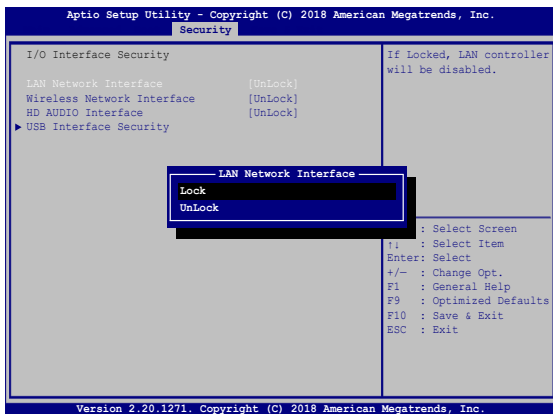 Aptio Setup Utility – Copyright (C) 2018 American Megatrends, Inc.
Security
I/O Interface Security
LAN Network Interface [UnLock]
Wireless Network Interface [UnLock]
HD AUDIO Interface [UnLock]
▶ USB Interface Security
If Locked, LAN controller
will be disabled.
LAN Network Interface
Lock
UnLock
: Select Screen
↑↓ : Select Item
Enter: Select
+/— : Change Opt.
F1 : General Help
F9 : Optimized Defaults
F10 : Save & Exit
ESC : Exit
Version 2.20.1271. Copyright (C) 2018 American Megatrends, Inc.